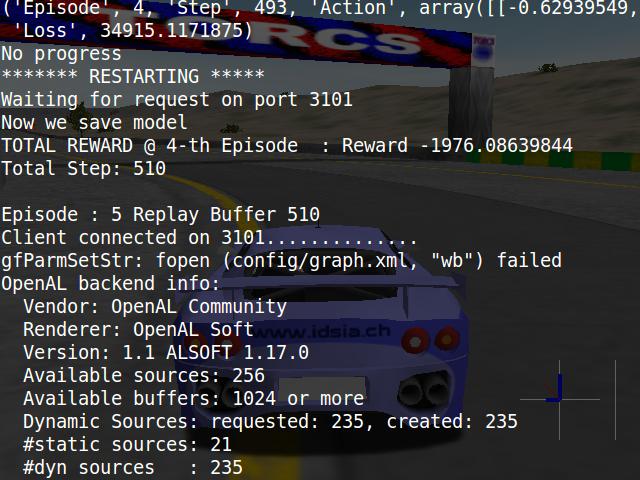 ('Episode', 4, 'Step', 493, 'Action', array([[-0.62939549,
'Loss', 34915.1171875)
No progress
******* RESTARTING *****
Waiting for request on port 3101
Now we save model
TOTAL REWARD @ 4-th Episode  : Reward -1976.08639844
Total Step: 510
Episode : 5 Replay Buffer 510
Client connected on 3101..............
gfParmSetStr: fopen (config/graph.xml, "wb") failed
OpenAL backend info:
  Vendor: OpenAL Community
  Renderer: OpenAL Soft
  Version: 1.1 ALSOFT 1.17.0
  Available sources: 256
  Available buffers: 1024 or more
  Dynamic Sources: requested: 235, created: 235
  #static sources: 21
  #dyn sources   : 235
TORCS
www.idsia.ch